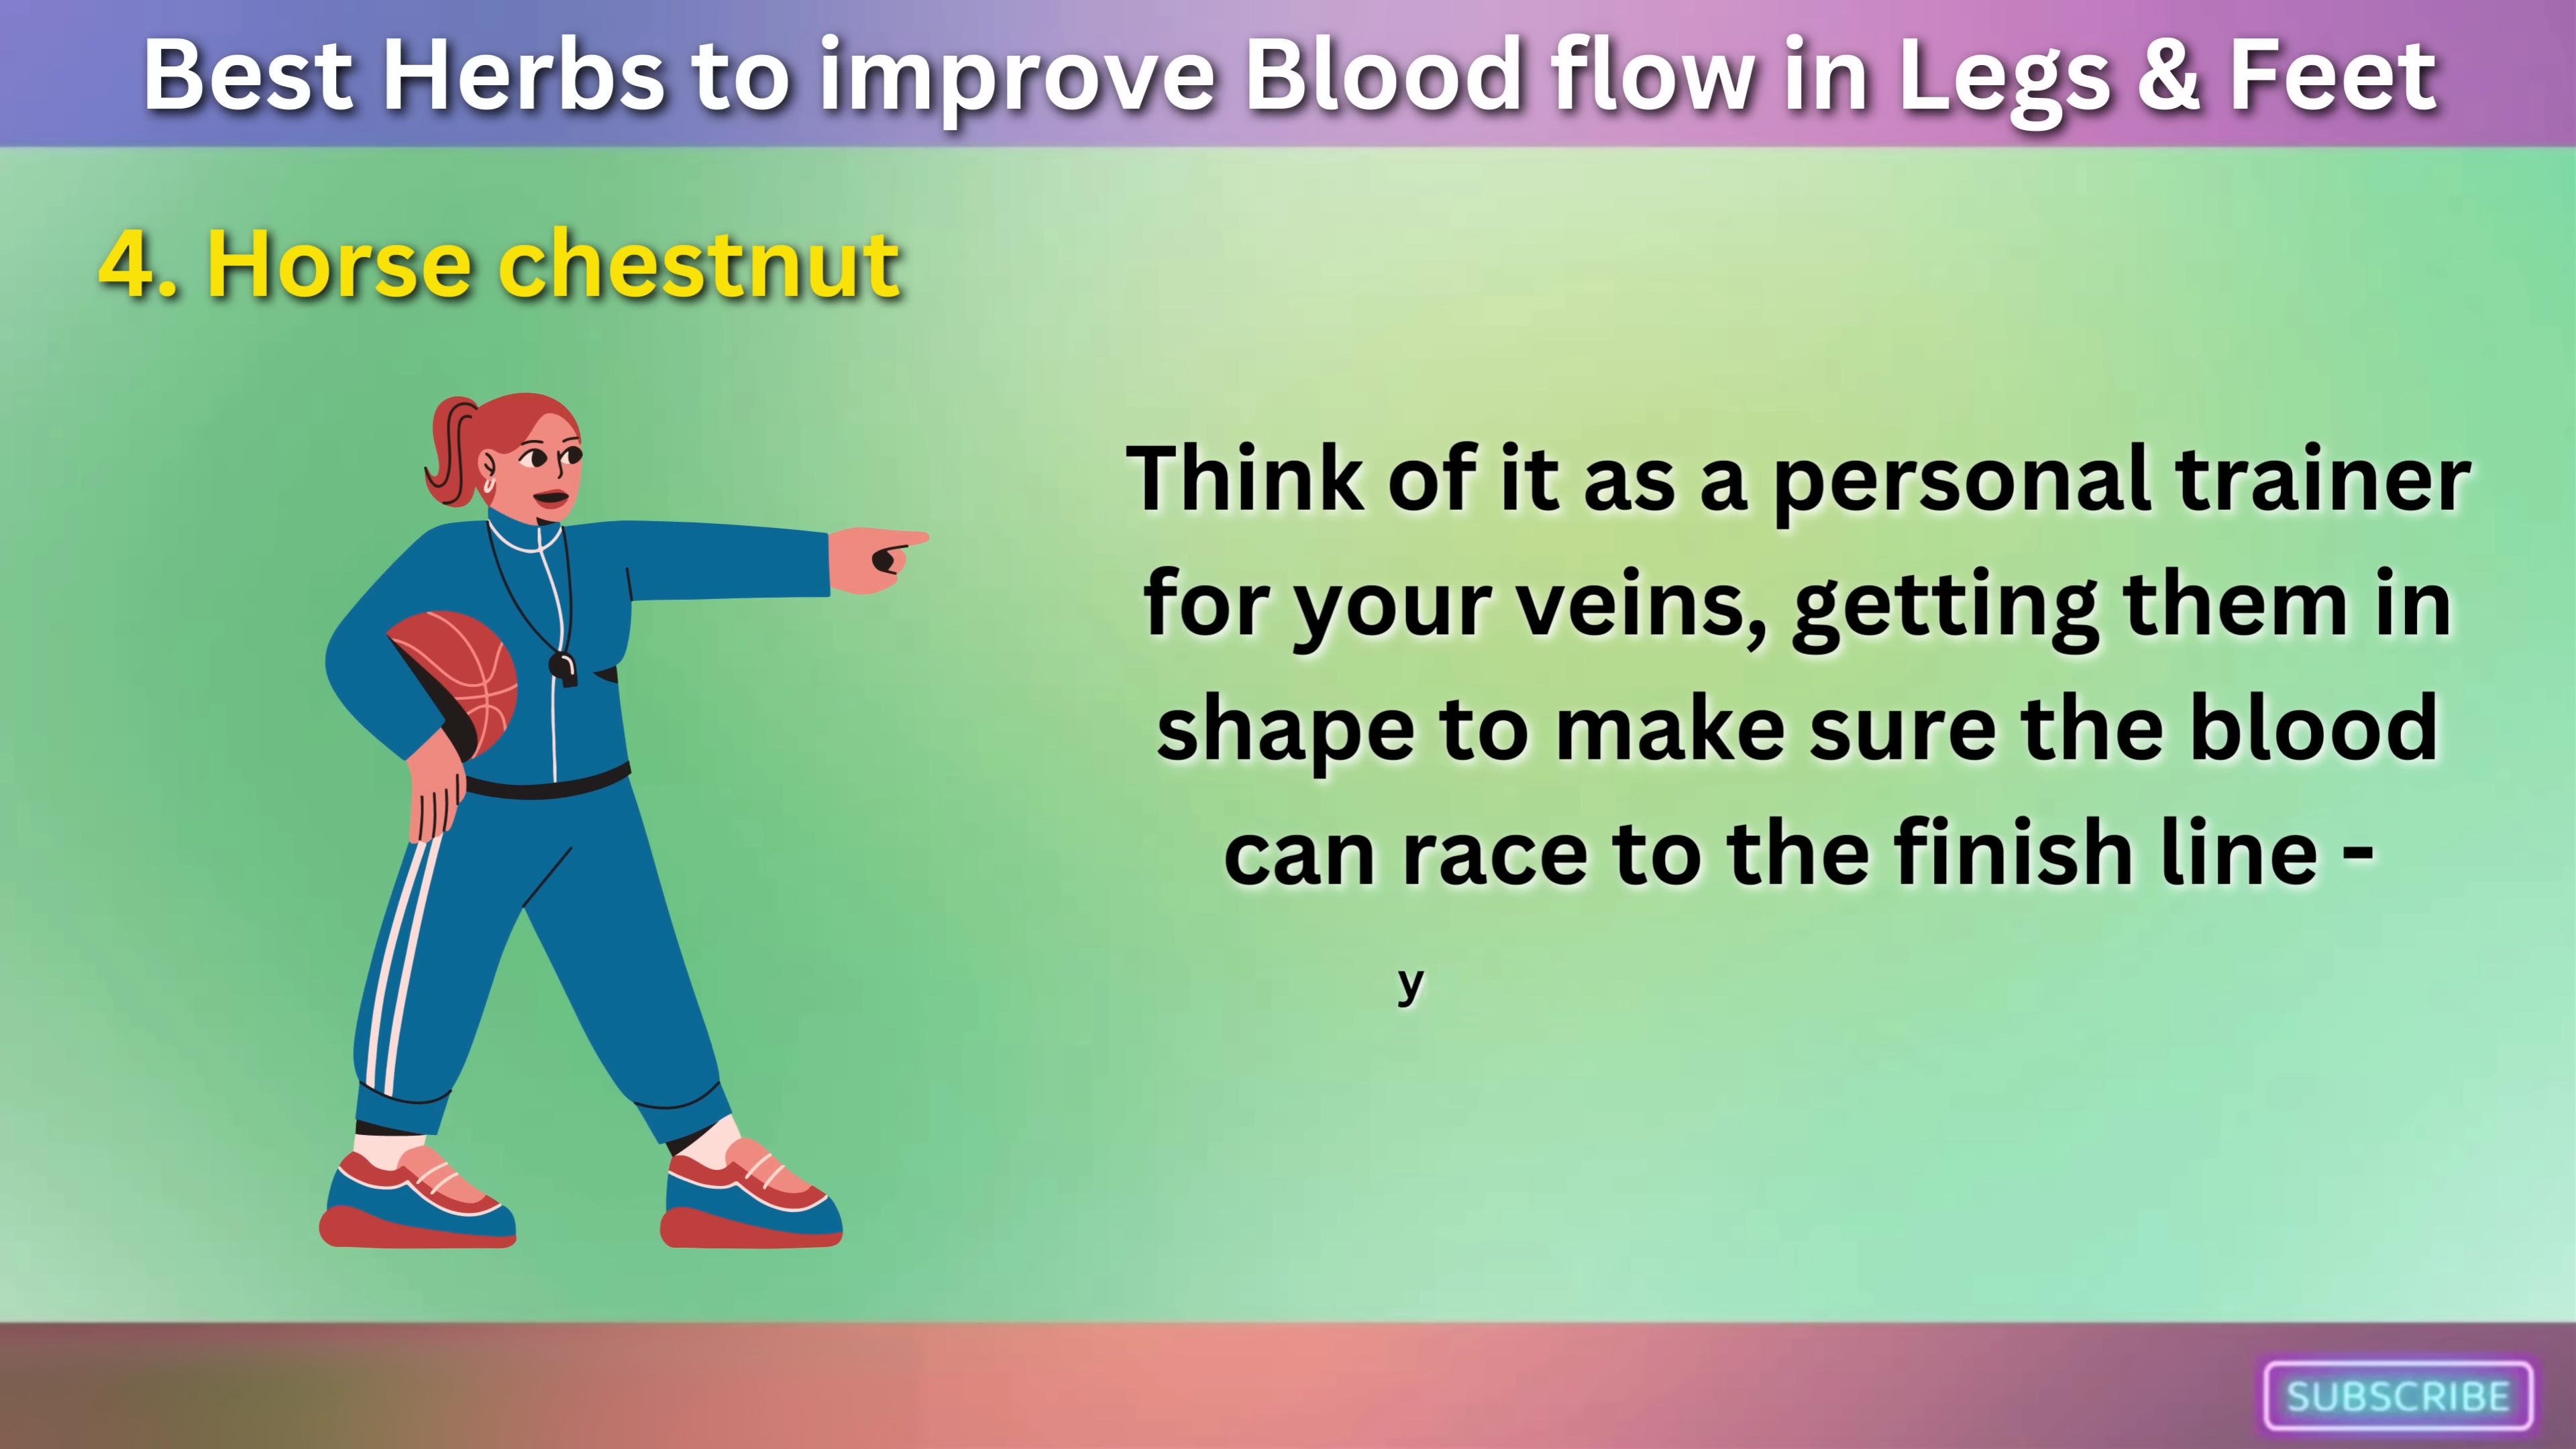 Best Herbs to improve Blood flow in Legs & Feet
4. Horse chestnut
Think of it as a personal trainer
for your veins, getting them in
shape to make sure the blood
can race to the finish line -
y
SUBSCRIBE